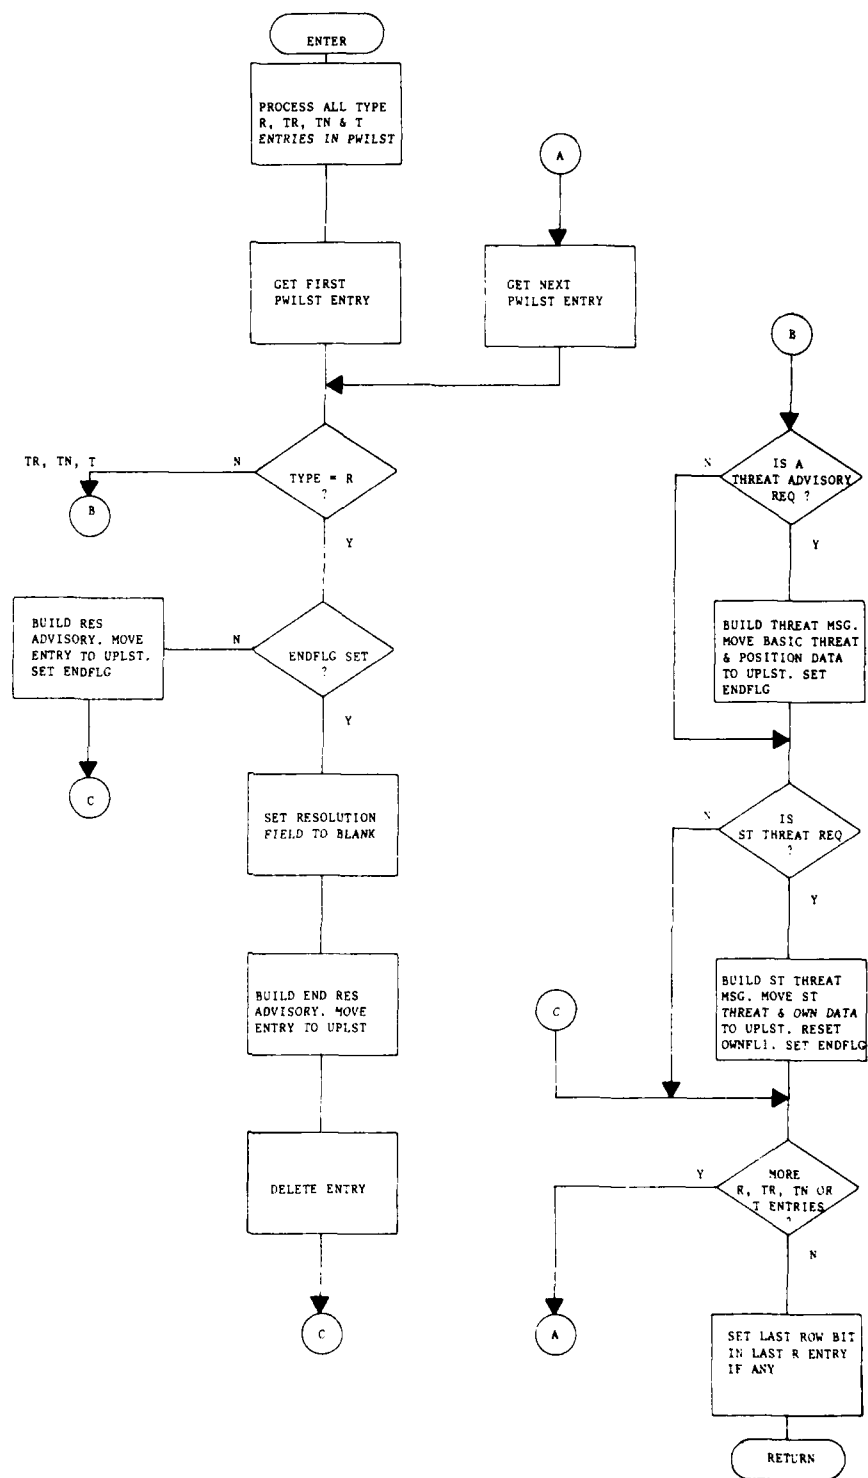 ENTER
PROCESS ALL TYPE
R, TR, TN & T
ENTRIES IN PWILST
A
GET FIRST
PWILST ENTRY
GET NEXT
PWILST ENTRY
B
TR, TN, T
N
TYPE = R
?
B
Y
N
IS A
THREAT ADVISORY
REQ ?
Y
BUILD RES
ADVISORY. MOVE
ENTRY TO UPLST.
SET ENDFLG
N
ENDFLG SET
?
Y
C
BUILD THREAT MSG.
MOVE BASIC THREAT
& POSITION DATA
TO UPLST. SET
ENDFLG
SET RESOLUTION
FIELD TO BLANK
N
IS
ST THREAT REQ
?
Y
BUILD END RES
ADVISORY. MOVE
ENTRY TO UPLST
C
BUILD ST THREAT
MSG. MOVE ST
THREAT & OWN DATA
TO UPLST. RESET
OWNFL1. SET ENDFLG
DELETE ENTRY
Y
MORE
R, TR, TN OR
T ENTRIES
?
N
C
A
SET LAST ROW BIT
IN LAST R ENTRY
IF ANY
RETURN